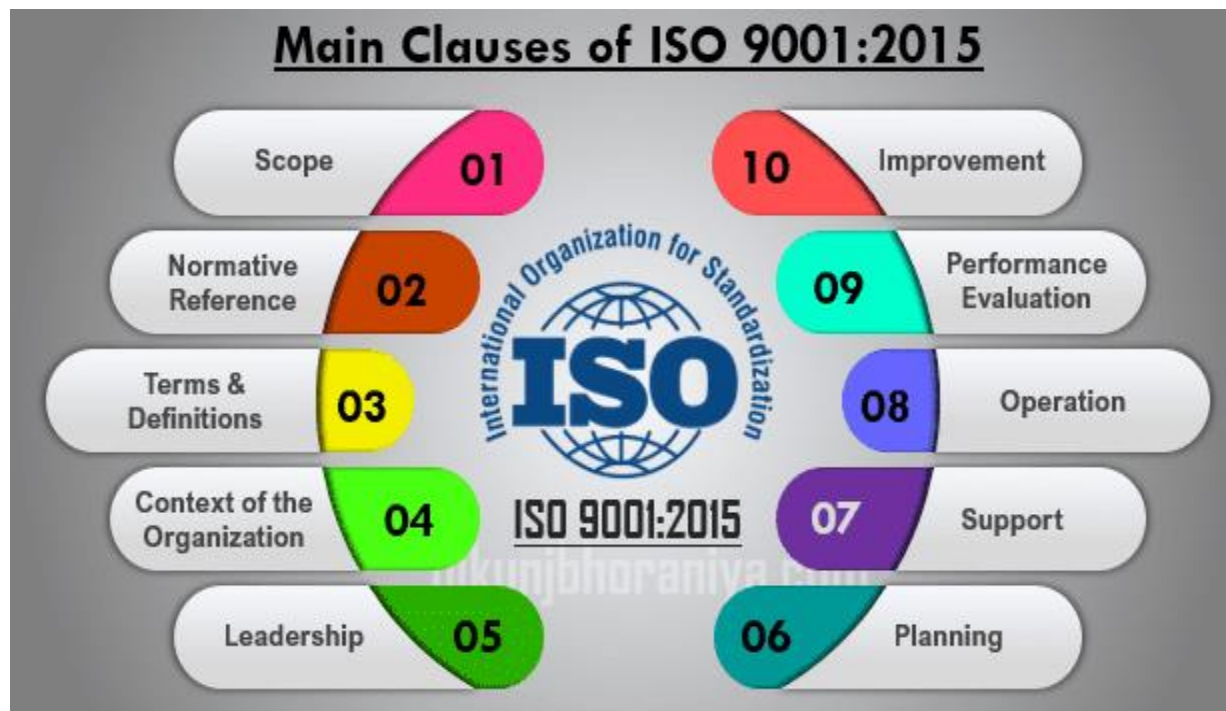 Main Clauses of ISO 9001:2015
01
Scope
02
Normative
Reference
03
Terms &
Definitions
04
Context of the
Organization
05
Leadership
10
Improvement
09
Performance
Evaluation
08
Operation
07
Support
06
Planning
International Organization for Standardization
ISO
ISO 9001:2015
nikunjbhoraniya.com